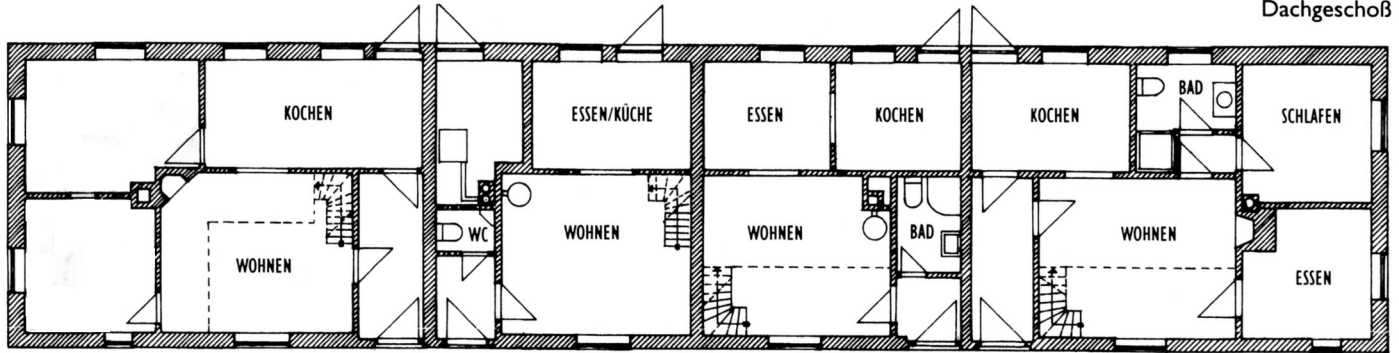 Dachgeschoß
KOCHEN
ESSEN/KÜCHE
ESSEN
KOCHEN
KOCHEN
BAD
SCHLAFEN
WOHNEN
WC
WOHNEN
WOHNEN
BAD
WOHNEN
ESSEN